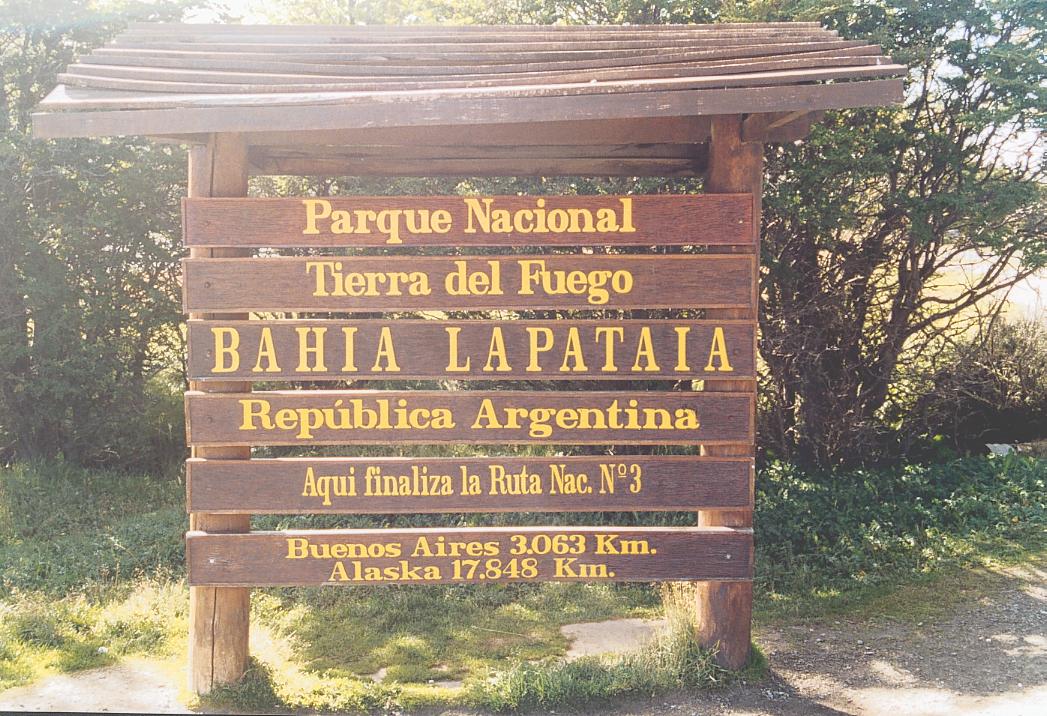 Parque Nacional
Tierra del Fuego
BAHIA LAPATAIA
República Argentina
Aqui finaliza la Ruta Nac. Nº 3
Buenos Aires 3.063 Km.
Alaska 17.848 Km.